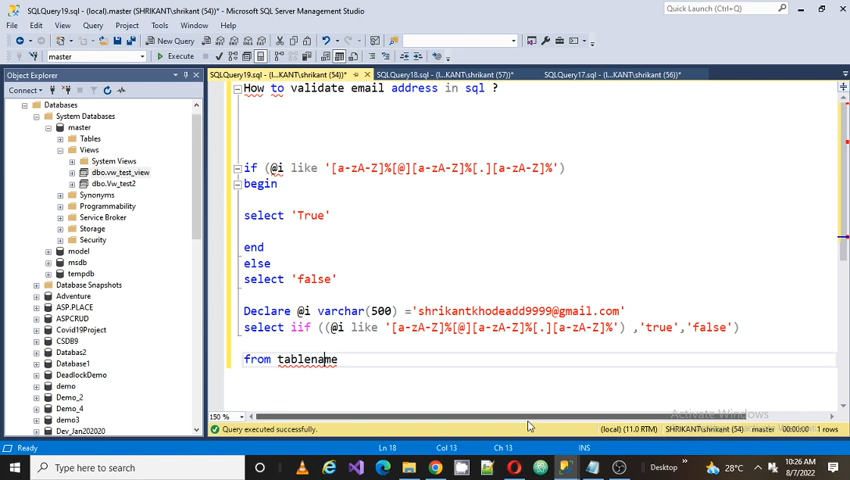 SQLQuery19.sql - (local).master (SHRIKANT\shrikant (54))* - Microsoft SQL Server Management Studio
Quick Launch (Ctrl+Q)
File Edit View Query Project Tools Window Help
New Query
master
Execute
Object Explorer
SQLQuery19.sql - (l...KANT\shrikant (54))*
SQLQuery18.sql - (l...KANT\shrikant (57))*
SQLQuery17.sql - (l...KANT\shrikant (56))*
Connect
Databases
System Databases
master
Tables
Views
System Views
dbo.vw_test_view
dbo.Vw_test2
Synonyms
Programmability
Service Broker
Storage
Security
model
msdb
tempdb
Database Snapshots
Adventure
ASP.PLACE
ASPCRUD
Covid19Project
CSDB9
Databas2
Database1
DeadlockDemo
demo
Demo_2
Demo_4
demo3
Dev_Jan202020
How to validate email address in sql ?
if (@i like '[a-zA-Z]%[@][a-zA-Z]%[.][a-zA-Z]%')
begin
select 'True'
end
else
select 'false'
Declare @i varchar(500) ='shrikantkhodeadd9999@gmail.com'
select iif ((@i like '[a-zA-Z]%[@][a-zA-Z]%[.][a-zA-Z]%') ,'true','false')
from tablename
150 %
Activate Windows
Query executed successfully.
(local) (11.0 RTM) SHRIKANT\shrikant (54) master 00:00:00 1 rows
Ready
Ln 18 Col 13 Ch 13 INS
Type here to search
Desktop
28°C
10:26 AM
8/7/2022